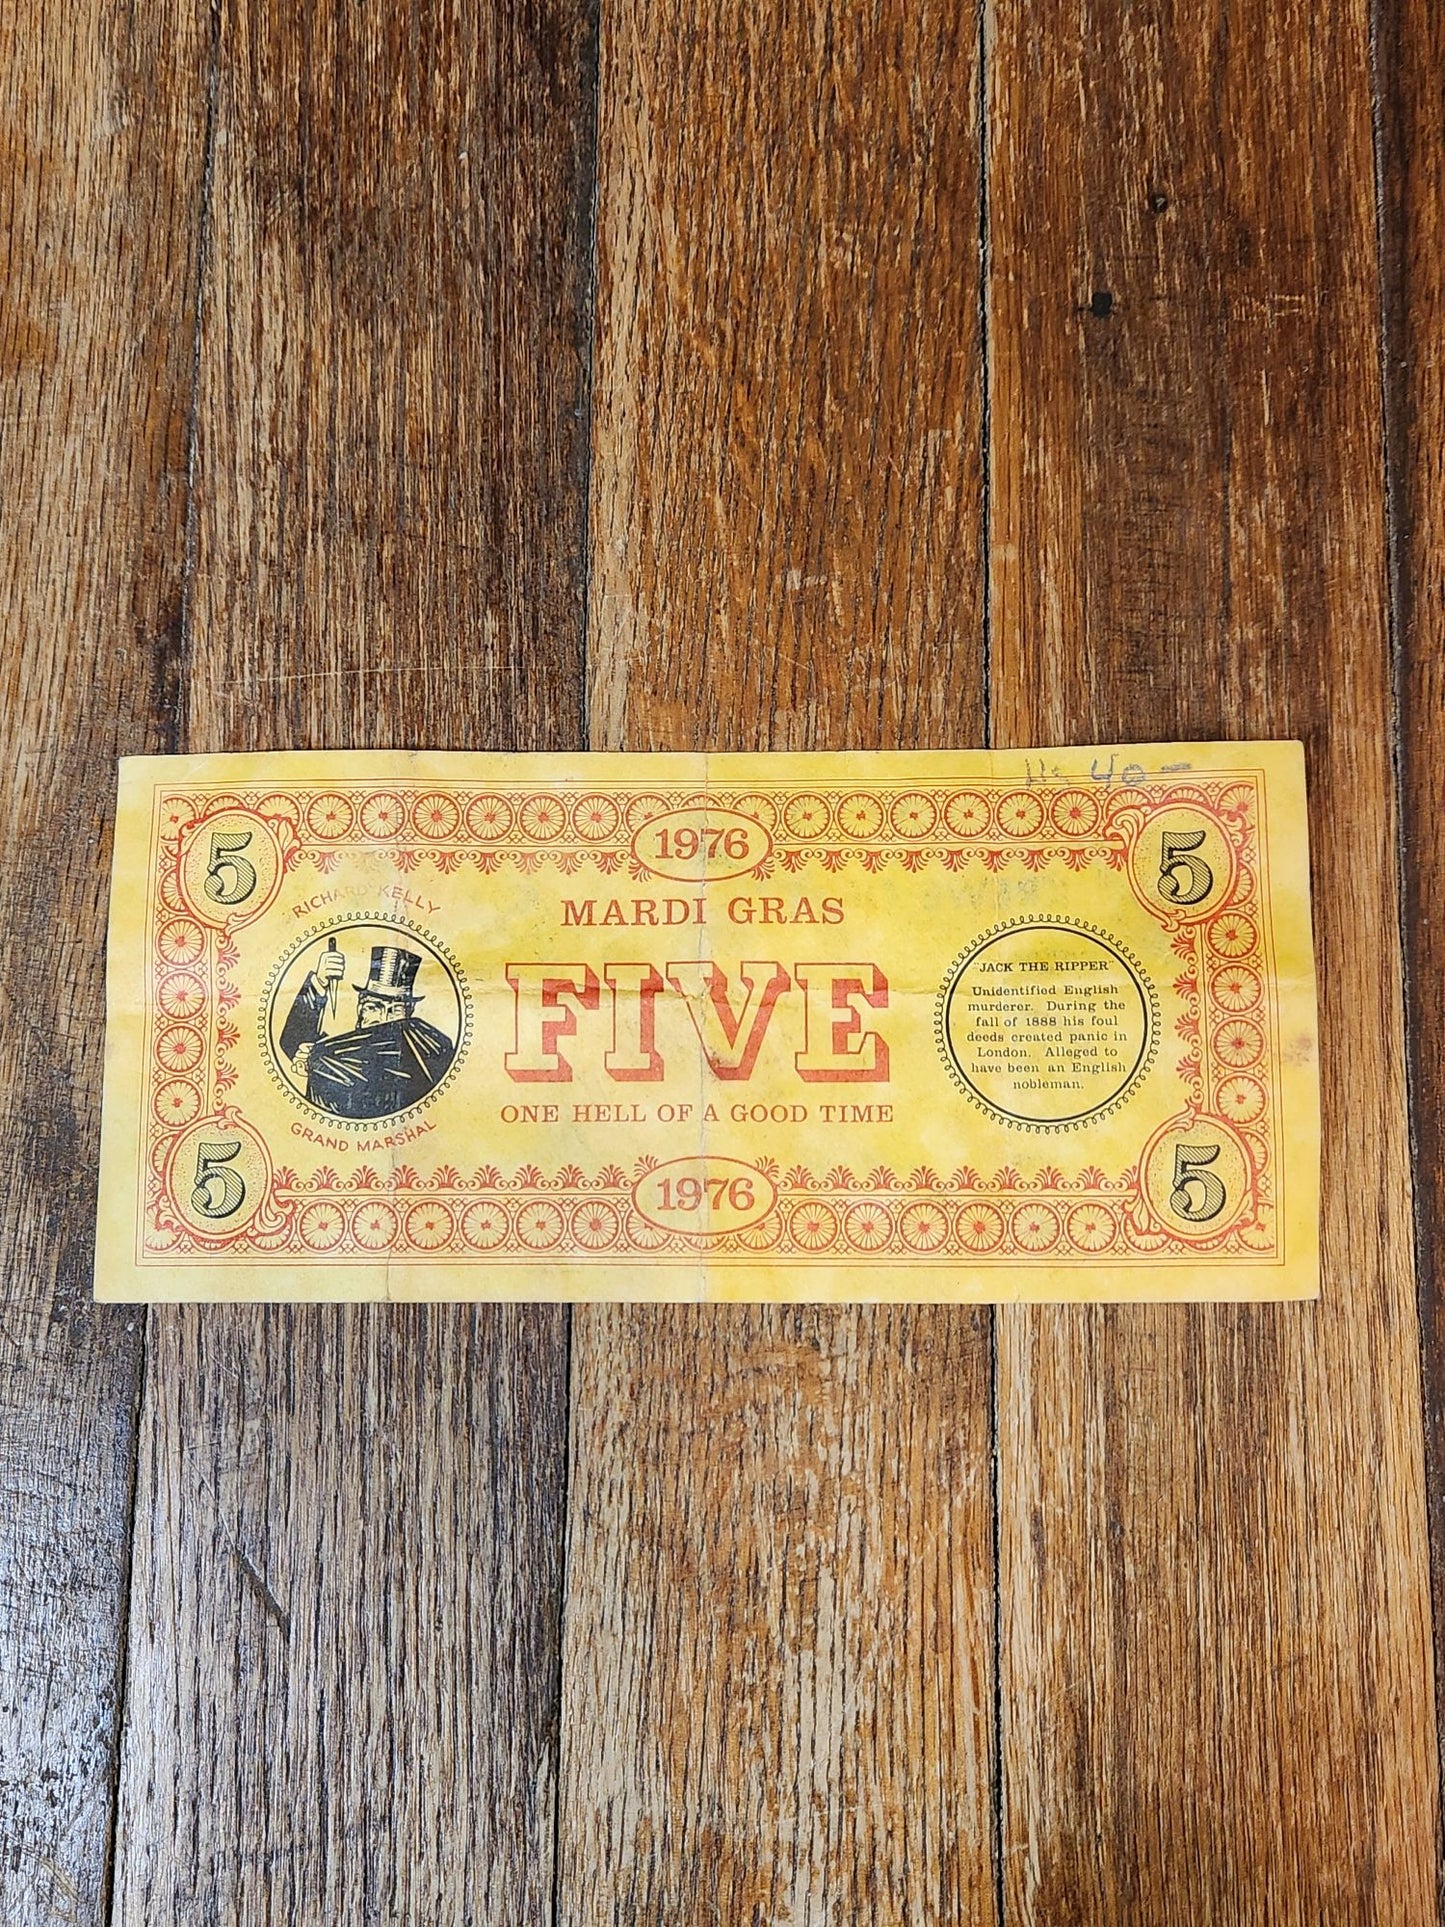 40 -
5
1976
5
RICHARD KELLY
MARDI GRAS
FIVE
ONE HELL OF A GOOD TIME
"JACK THE RIPPER"
Unidentified English
murderer. During the
fall of 1888 his foul
deeds created panic in
London. Alleged to
have been an English
nobleman.
GRAND MARSHAL
5
1976
5